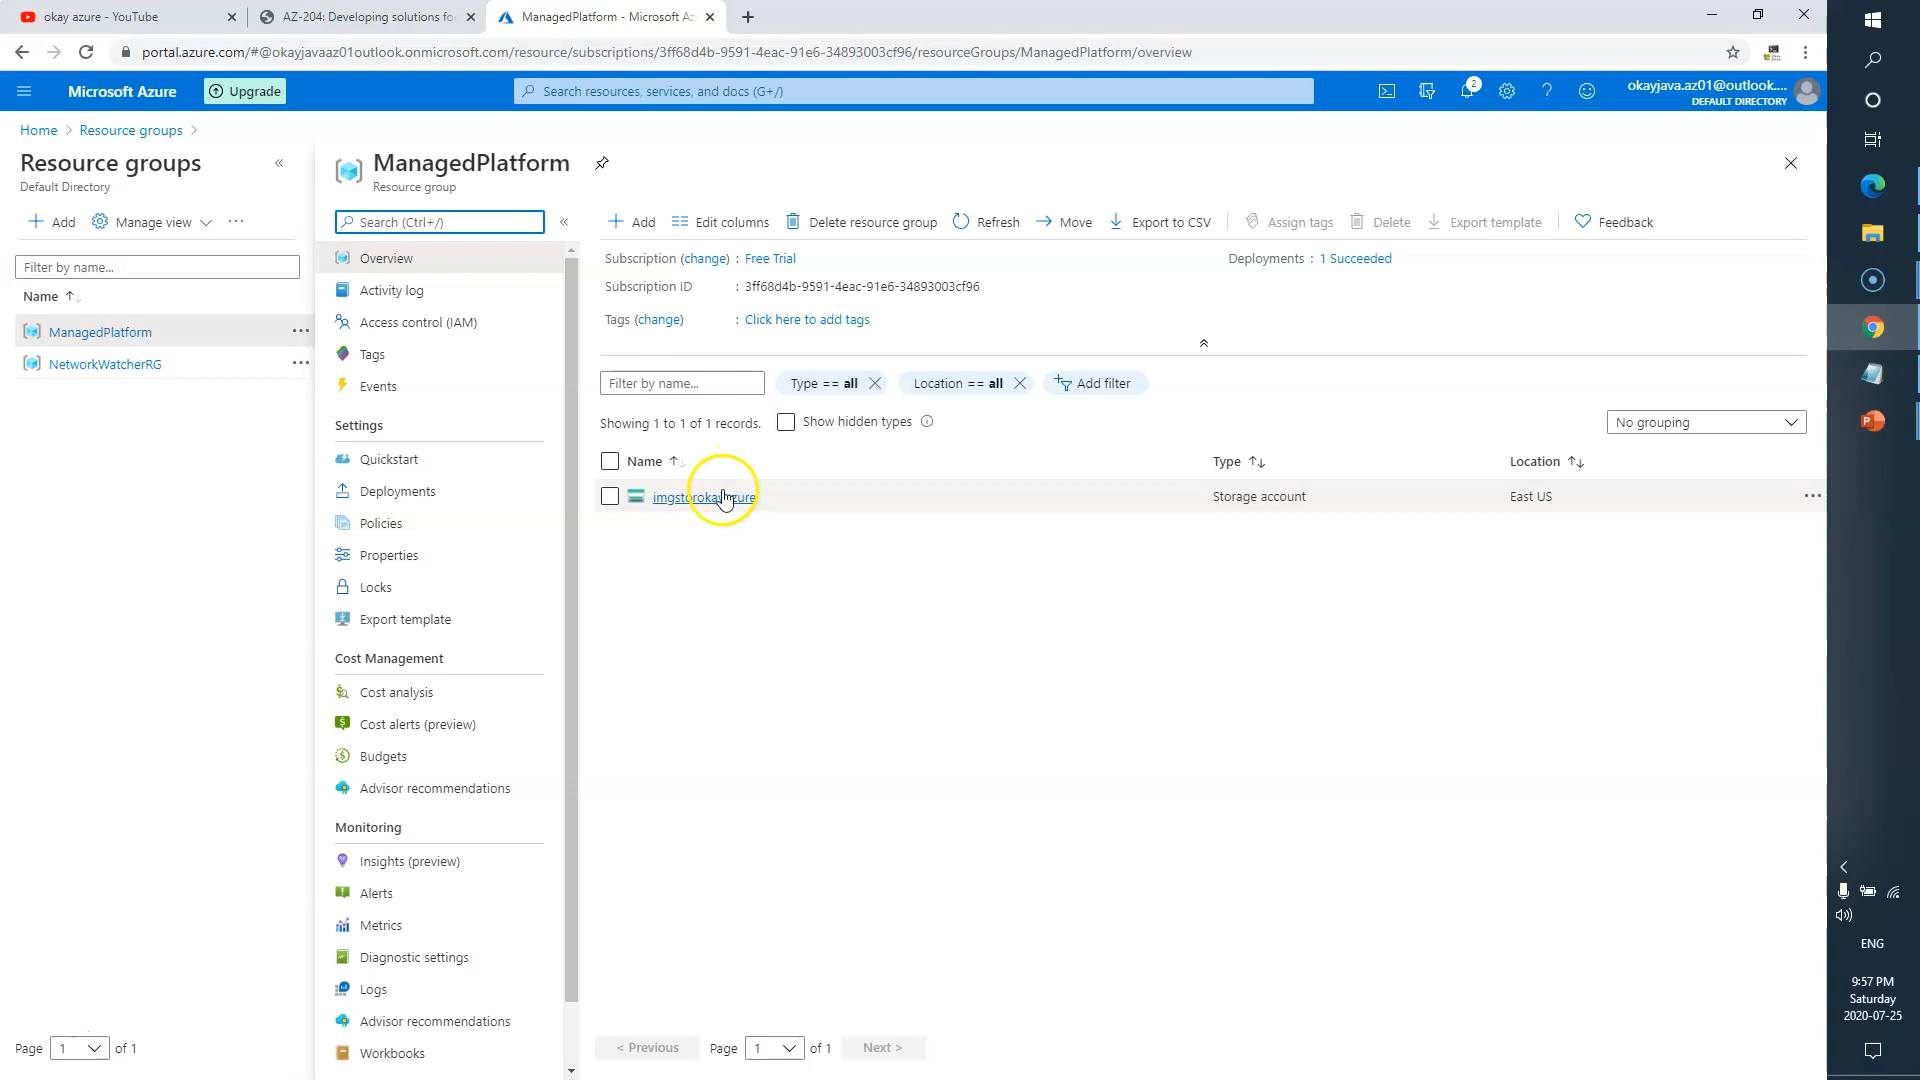 okay azure - YouTube
AZ-204: Developing solutions fo
ManagedPlatform - Microsoft Az
portal.azure.com/#@okayjavaaz01outlook.onmicrosoft.com/resource/subscriptions/3ff68d4b-9591-4eac-91e6-34893003cf96/resourceGroups/ManagedPlatform/overview
Microsoft Azure
Upgrade
Search resources, services, and docs (G+/)
2
okayjava.az01@outlook....
DEFAULT DIRECTORY
Home > Resource groups >
Resource groups
Default Directory
Add
Manage view
Filter by name...
Name
ManagedPlatform
NetworkWatcherRG
Page 1 of 1
ManagedPlatform
Resource group
Search (Ctrl+/)
Overview
Activity log
Access control (IAM)
Tags
Events
Settings
Quickstart
Deployments
Policies
Properties
Locks
Export template
Cost Management
Cost analysis
Cost alerts (preview)
Budgets
Advisor recommendations
Monitoring
Insights (preview)
Alerts
Metrics
Diagnostic settings
Logs
Advisor recommendations
Workbooks
Add
Edit columns
Delete resource group
Refresh
Move
Export to CSV
Assign tags
Delete
Export template
Feedback
Subscription (change) : Free Trial
Deployments : 1 Succeeded
Subscription ID : 3ff68d4b-9591-4eac-91e6-34893003cf96
Tags (change) : Click here to add tags
Filter by name...
Type == all
Location == all
Add filter
Showing 1 to 1 of 1 records.
Show hidden types
No grouping
Name
Type
Location
Storage account
East US
< Previous
Page 1 of 1
Next >
ENG
9:57 PM
Saturday
2020-07-25